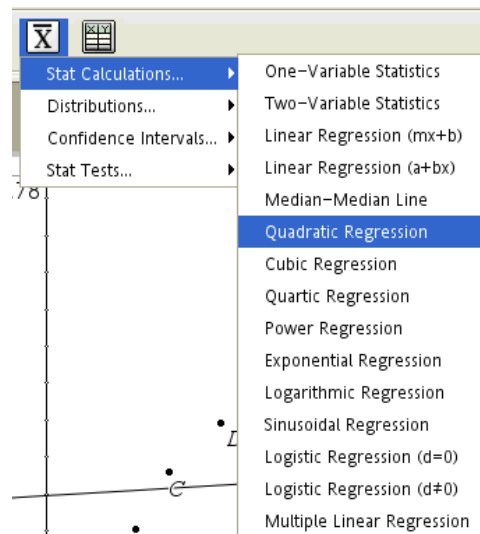 X
X Y
Stat Calculations...
Distributions...
Confidence Intervals...
Stat Tests...
One-Variable Statistics
Two-Variable Statistics
Linear Regression (mx+b)
Linear Regression (a+bx)
Median-Median Line
Quadratic Regression
Cubic Regression
Quartic Regression
Power Regression
Exponential Regression
Logarithmic Regression
Sinusoidal Regression
Logistic Regression (d=0)
Logistic Regression (d≠0)
Multiple Linear Regression
.78
D
C